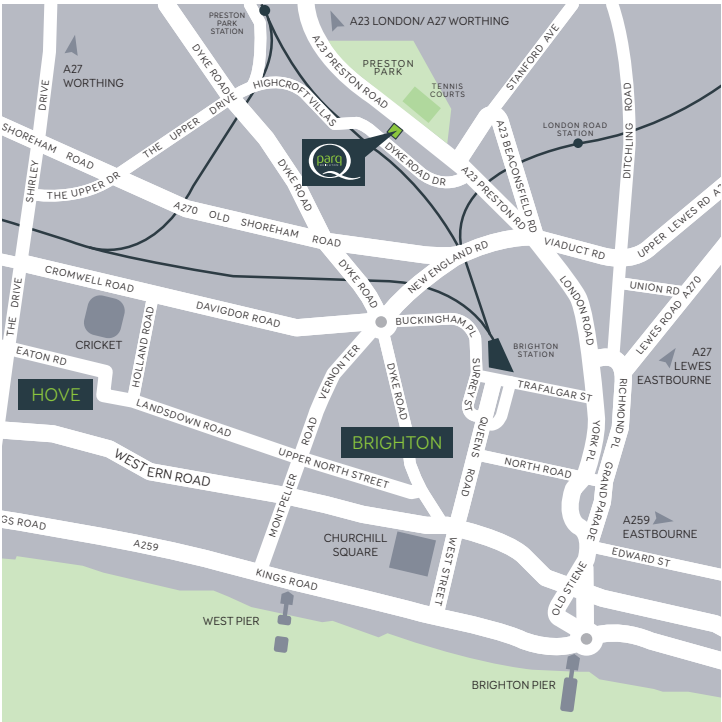 PRESTON
PARK
STATION
A23 LONDON/ A27 WORTHING
A27
WORTHING
DYKE ROAD
A23 PRESTON ROAD
PRESTON
PARK
TENNIS
COURTS
STANFORD AVE
DITCHLING ROAD
SHIRLEY DRIVE
HIGHCROFT VILLAS
THE UPPER DRIVE
LONDON ROAD
STATION
A23 BEACONSFIELD RD
SHOREHAM ROAD
parq
Q
DYKE ROAD DR
A23 PRESTON RD
THE UPPER DR
DYKE ROAD
A270 OLD SHOREHAM ROAD
UPPER LEWES RD A2
VIADUCT RD
NEW ENGLAND RD
CROMWELL ROAD
DYKE ROAD
LONDON ROAD
UNION RD
LEWES ROAD A270
THE DRIVE
DAVIGDOR ROAD
BUCKINGHAM PL
CRICKET
HOLLAND ROAD
BRIGHTON
STATION
A27
LEWES
EASTBOURNE
EATON RD
VERNON TER
DYKE ROAD
SURREY ST
TRAFALGAR ST
RICHMOND PL
HOVE
LANDSDOWN ROAD
BRIGHTON
QUEENS ROAD
YORK PL
UPPER NORTH STREET
NORTH ROAD
WESTERN ROAD
MONTPELIER ROAD
GRAND PARADE
GS ROAD
A259
CHURCHILL
SQUARE
WEST STREET
A259
EASTBOURNE
EDWARD ST
KINGS ROAD
OLD STIENE
WEST PIER
BRIGHTON PIER